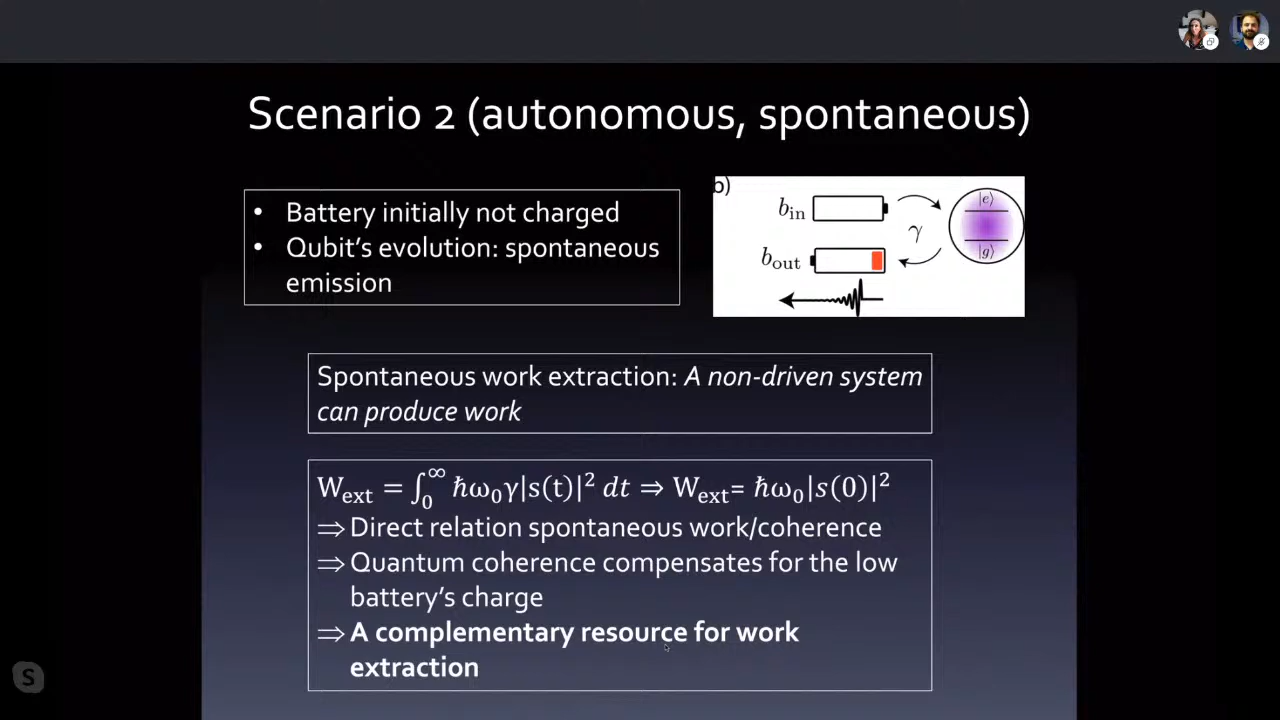 Scenario 2 (autonomous, spontaneous)
• Battery initially not charged
• Qubit's evolution: spontaneous
emission
b)
b_in
b_out
γ
|e⟩
|g⟩
Spontaneous work extraction: A non-driven system
can produce work
W_ext = ∫_0^∞ ħω₀γ|s(t)|² dt ⇒ W_ext= ħω₀|s(0)|²
⇒ Direct relation spontaneous work/coherence
⇒ Quantum coherence compensates for the low
battery's charge
⇒ A complementary resource for work
extraction
S